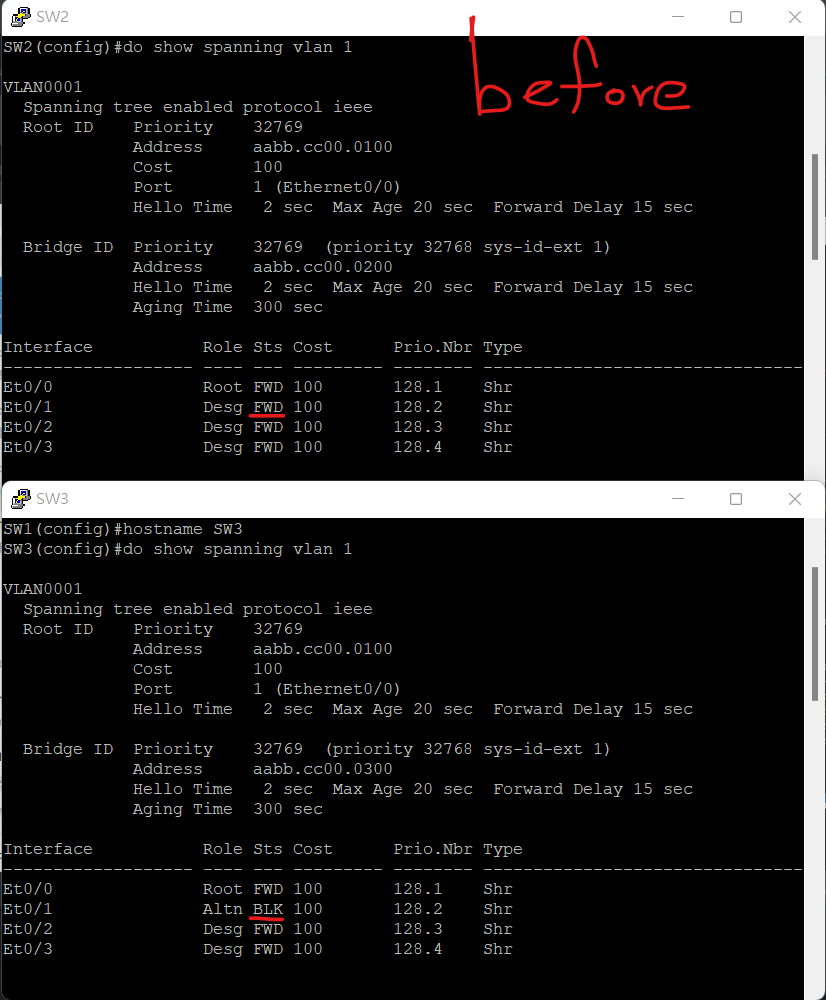 SW2
before
SW2(config)#do show spanning vlan 1
VLAN0001
  Spanning tree enabled protocol ieee
  Root ID    Priority    32769
             Address     aabb.cc00.0100
             Cost        100
             Port        1 (Ethernet0/0)
             Hello Time   2 sec  Max Age 20 sec  Forward Delay 15 sec
  Bridge ID  Priority    32769  (priority 32768 sys-id-ext 1)
             Address     aabb.cc00.0200
             Hello Time   2 sec  Max Age 20 sec  Forward Delay 15 sec
             Aging Time  300 sec
Interface           Role Sts Cost      Prio.Nbr Type
------------------- ---- --- --------- -------- --------------------------------
Et0/0               Root FWD 100       128.1    Shr
Et0/1               Desg FWD 100       128.2    Shr
Et0/2               Desg FWD 100       128.3    Shr
Et0/3               Desg FWD 100       128.4    Shr
SW3
SW1(config)#hostname SW3
SW3(config)#do show spanning vlan 1
VLAN0001
  Spanning tree enabled protocol ieee
  Root ID    Priority    32769
             Address     aabb.cc00.0100
             Cost        100
             Port        1 (Ethernet0/0)
             Hello Time   2 sec  Max Age 20 sec  Forward Delay 15 sec
  Bridge ID  Priority    32769  (priority 32768 sys-id-ext 1)
             Address     aabb.cc00.0300
             Hello Time   2 sec  Max Age 20 sec  Forward Delay 15 sec
             Aging Time  300 sec
Interface           Role Sts Cost      Prio.Nbr Type
------------------- ---- --- --------- -------- --------------------------------
Et0/0               Root FWD 100       128.1    Shr
Et0/1               Altn BLK 100       128.2    Shr
Et0/2               Desg FWD 100       128.3    Shr
Et0/3               Desg FWD 100       128.4    Shr